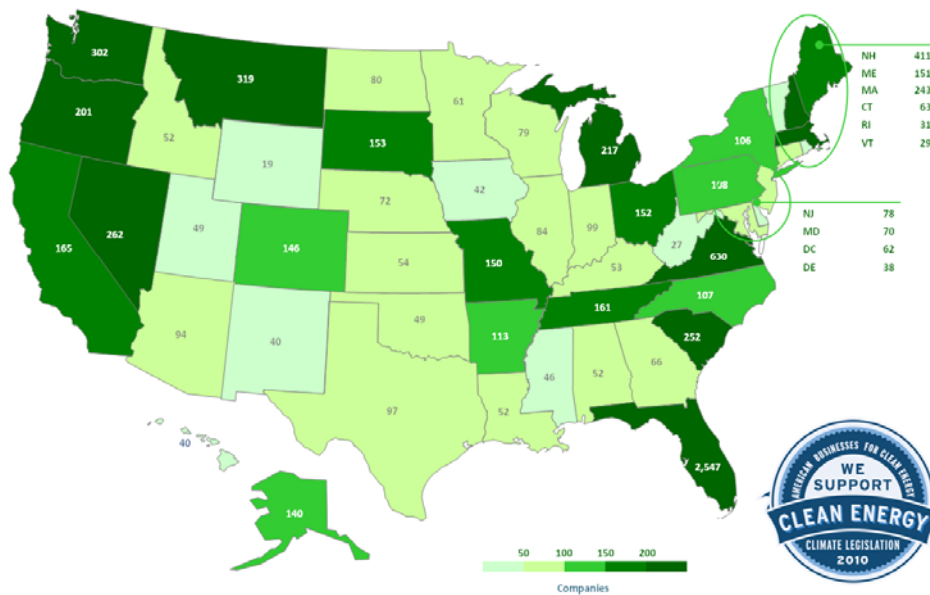 302
319
80
61
201
52
153
79
19
217
106
42
72
108
262
49
84
99
152
165
146
27
630
54
150
53
161
107
94
40
49
113
252
46
52
66
97
52
2,547
40
140
NH 411
ME 151
MA 243
CT 63
RI 31
VT 29
NJ 78
MD 70
DC 62
DE 38
AMERICAN BUSINESSES FOR CLEAN ENERGY
WE
SUPPORT
CLEAN ENERGY
CLIMATE LEGISLATION
2010
50 100 150 200
Companies